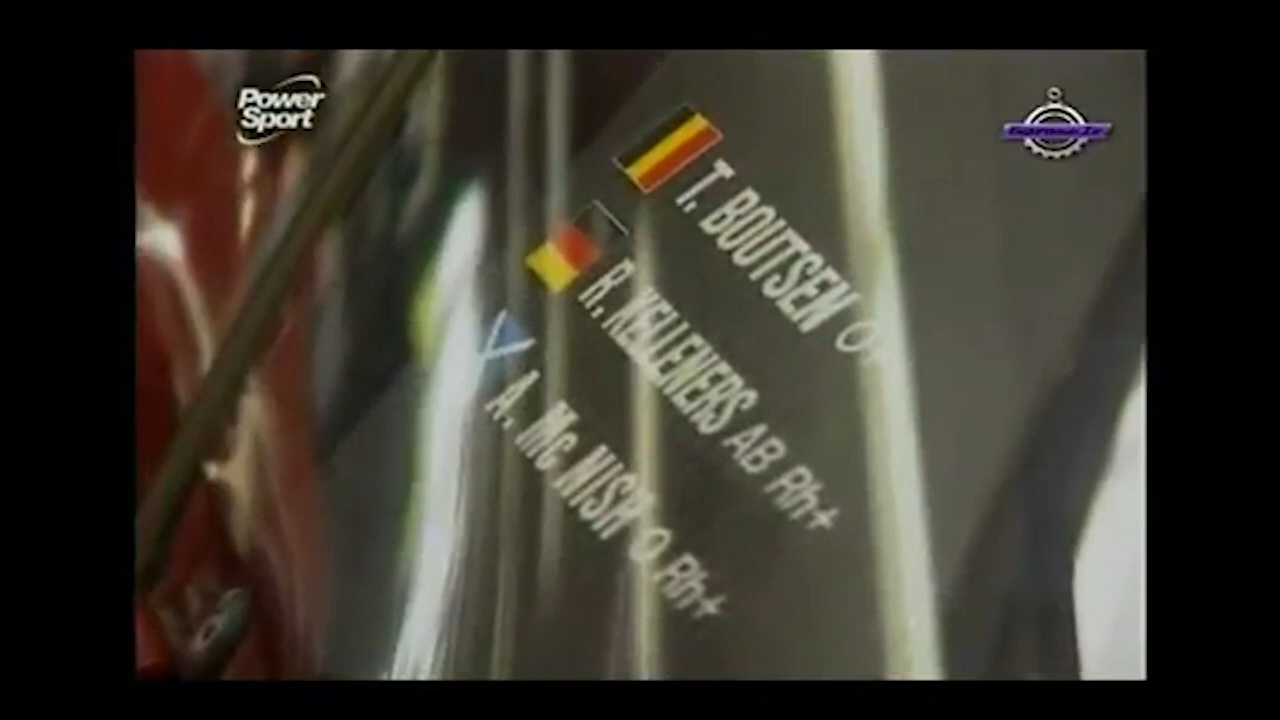 Power
Sport
T. BOUTSEN
R. KELLENERS AB Rh+
A. Mc NISH O Rh+